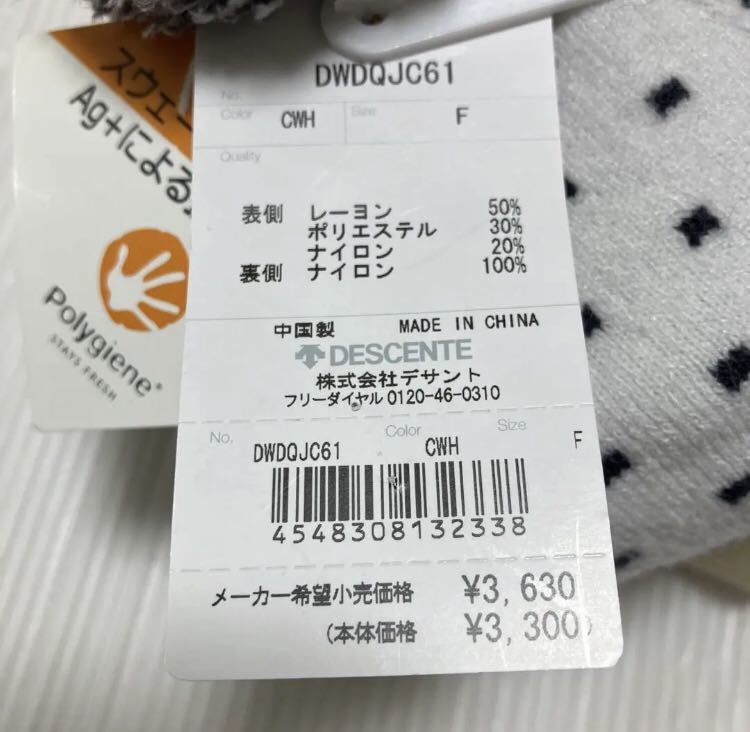 スウェー
Ag+による
Polygiene®
STAYS FRESH
DWDQJC61
No.
Color CWH Size F
Quality
表側 レーヨン 50%
ポリエステル 30%
ナイロン 20%
裏側 ナイロン 100%
中国製 MADE IN CHINA
DESCENTE
株式会社デサント
フリーダイヤル 0120-46-0310
No. DWDQJC61 Color CWH Size F
4548308132338
メーカー希望小売価格 ¥3,630
(本体価格 ¥3,300)